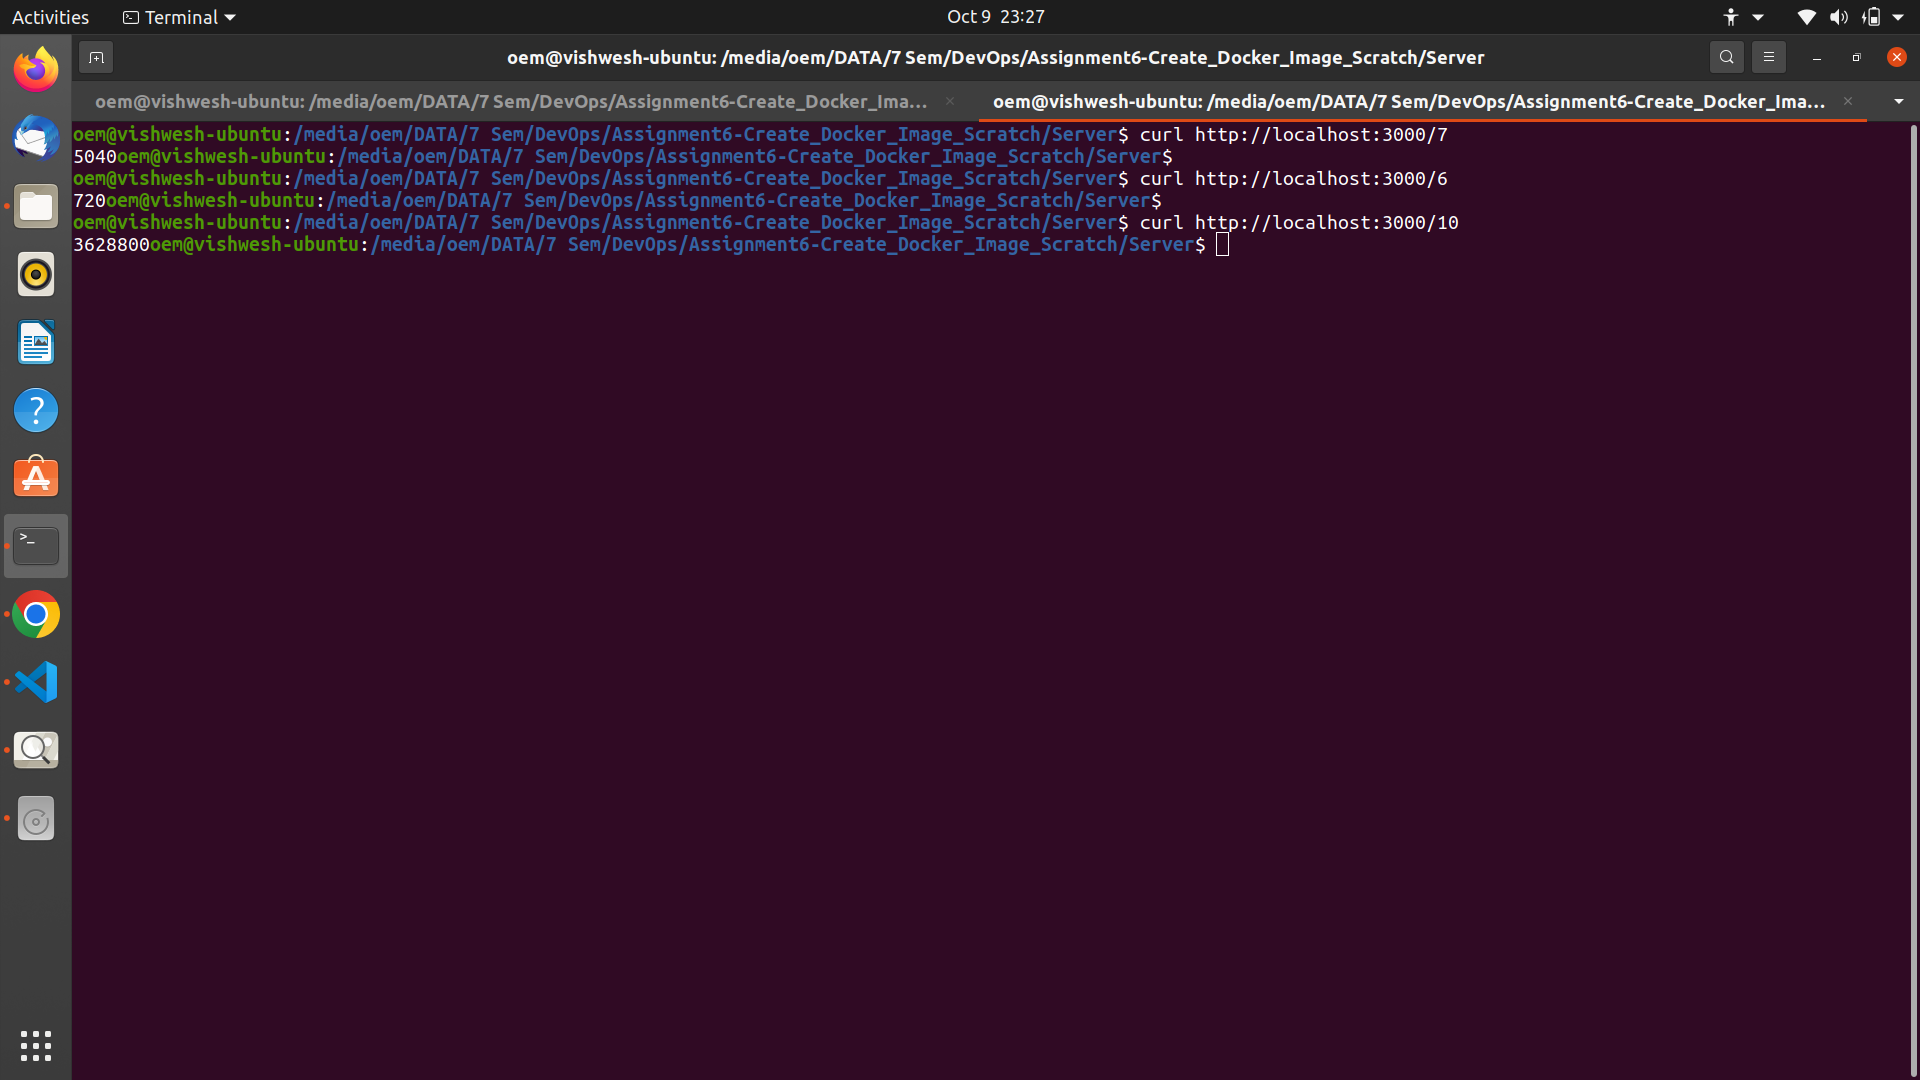 Activities
Terminal
Oct 9 23:27
oem@vishwesh-ubuntu: /media/oem/DATA/7 Sem/DevOps/Assignment6-Create_Docker_Image_Scratch/Server
oem@vishwesh-ubuntu: /media/oem/DATA/7 Sem/DevOps/Assignment6-Create_Docker_Ima...
oem@vishwesh-ubuntu: /media/oem/DATA/7 Sem/DevOps/Assignment6-Create_Docker_Ima...
oem@vishwesh-ubuntu:/media/oem/DATA/7 Sem/DevOps/Assignment6-Create_Docker_Image_Scratch/Server$ curl http://localhost:3000/7
5040oem@vishwesh-ubuntu:/media/oem/DATA/7 Sem/DevOps/Assignment6-Create_Docker_Image_Scratch/Server$
oem@vishwesh-ubuntu:/media/oem/DATA/7 Sem/DevOps/Assignment6-Create_Docker_Image_Scratch/Server$ curl http://localhost:3000/6
720oem@vishwesh-ubuntu:/media/oem/DATA/7 Sem/DevOps/Assignment6-Create_Docker_Image_Scratch/Server$
oem@vishwesh-ubuntu:/media/oem/DATA/7 Sem/DevOps/Assignment6-Create_Docker_Image_Scratch/Server$ curl http://localhost:3000/10
3628800oem@vishwesh-ubuntu:/media/oem/DATA/7 Sem/DevOps/Assignment6-Create_Docker_Image_Scratch/Server$